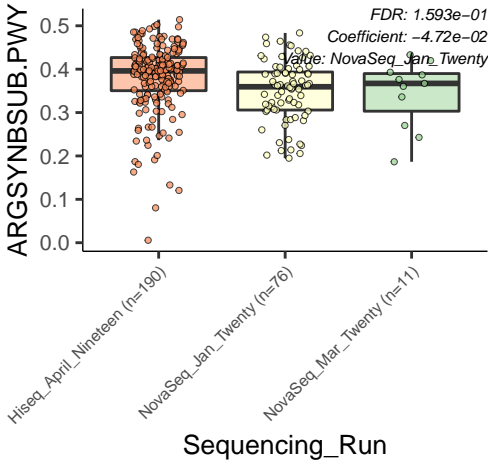 FDR: 1.593e−01
Coefficient: −4.72e−02
Value: NovaSeq_Jan_Twenty
ARGSYNBSUB.PWY
0.5
0.4
0.3
0.2
0.1
0.0
Hiseq_April_Nineteen (n=190)
NovaSeq_Jan_Twenty (n=76)
NovaSeq_Mar_Twenty (n=11)
Sequencing_Run